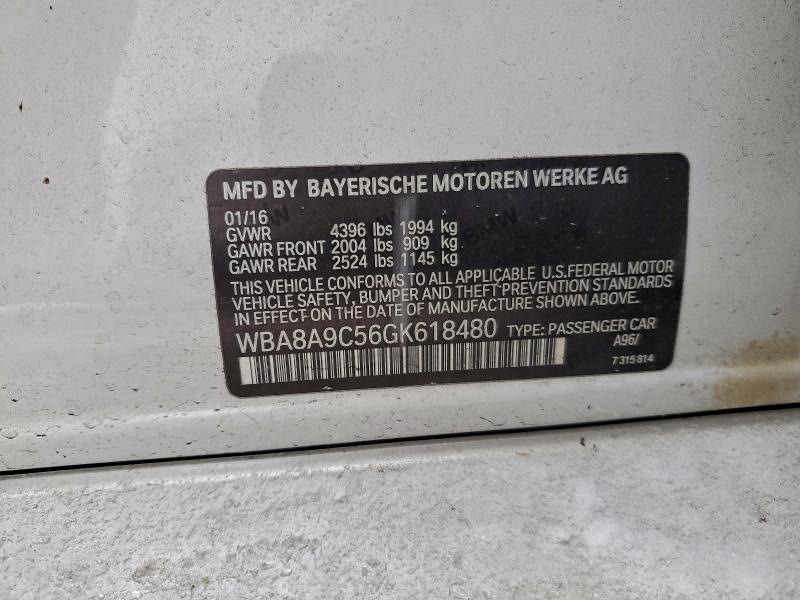 MFD BY BAYERISCHE MOTOREN WERKE AG
01/16
GVWR 4396 lbs 1994 kg
GAWR FRONT 2004 lbs 909 kg
GAWR REAR 2524 lbs 1145 kg
THIS VEHICLE CONFORMS TO ALL APPLICABLE U.S.FEDERAL MOTOR
VEHICLE SAFETY, BUMPER AND THEFT PREVENTION STANDARDS
IN EFFECT ON THE DATE OF MANUFACTURE SHOWN ABOVE.
WBA8A9C56GK618480 TYPE: PASSENGER CAR
A96/
7 315 814